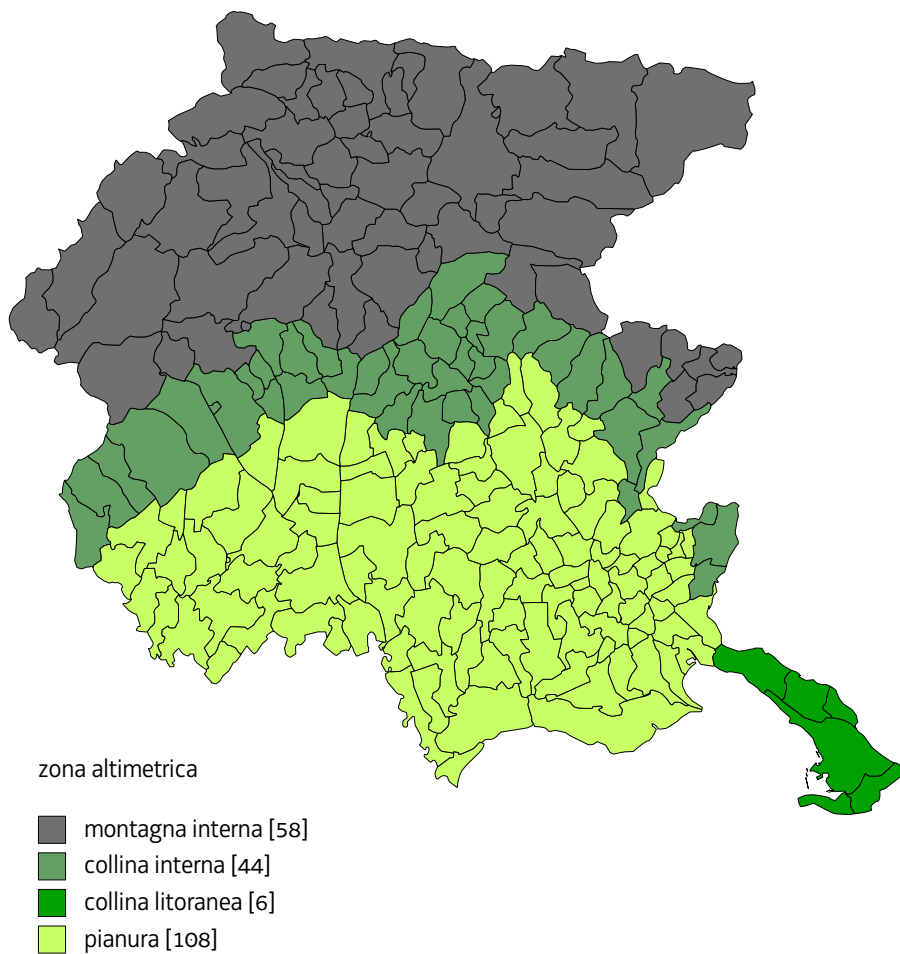 zona altimetrica
montagna interna [58]
collina interna [44]
collina litoranea [6]
pianura [108]